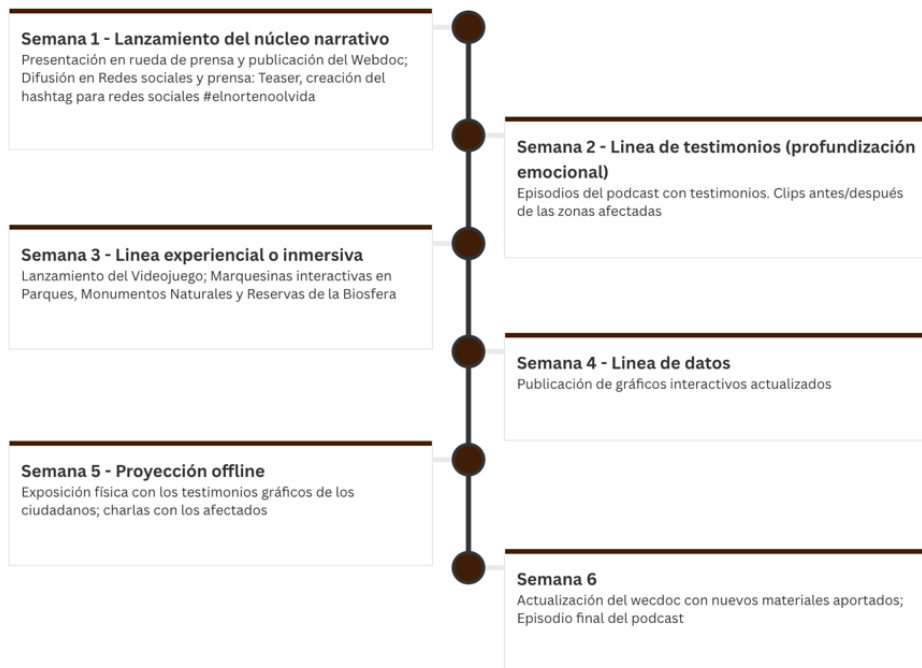 Semana 1 - Lanzamiento del núcleo narrativo
Presentación en rueda de prensa y publicación del Webdoc;
Difusión en Redes sociales y prensa: Teaser, creación del
hashtag para redes sociales #elnortenoolvida
Semana 2 - Linea de testimonios (profundización
emocional)
Episodios del podcast con testimonios. Clips antes/después
de las zonas afectadas
Semana 3 - Linea experiencial o inmersiva
Lanzamiento del Videojuego; Marquesinas interactivas en
Parques, Monumentos Naturales y Reservas de la Biosfera
Semana 4 - Linea de datos
Publicación de gráficos interactivos actualizados
Semana 5 - Proyección offline
Exposición física con los testimonios gráficos de los
ciudadanos; charlas con los afectados
Semana 6
Actualización del wecdoc con nuevos materiales aportados;
Episodio final del podcast